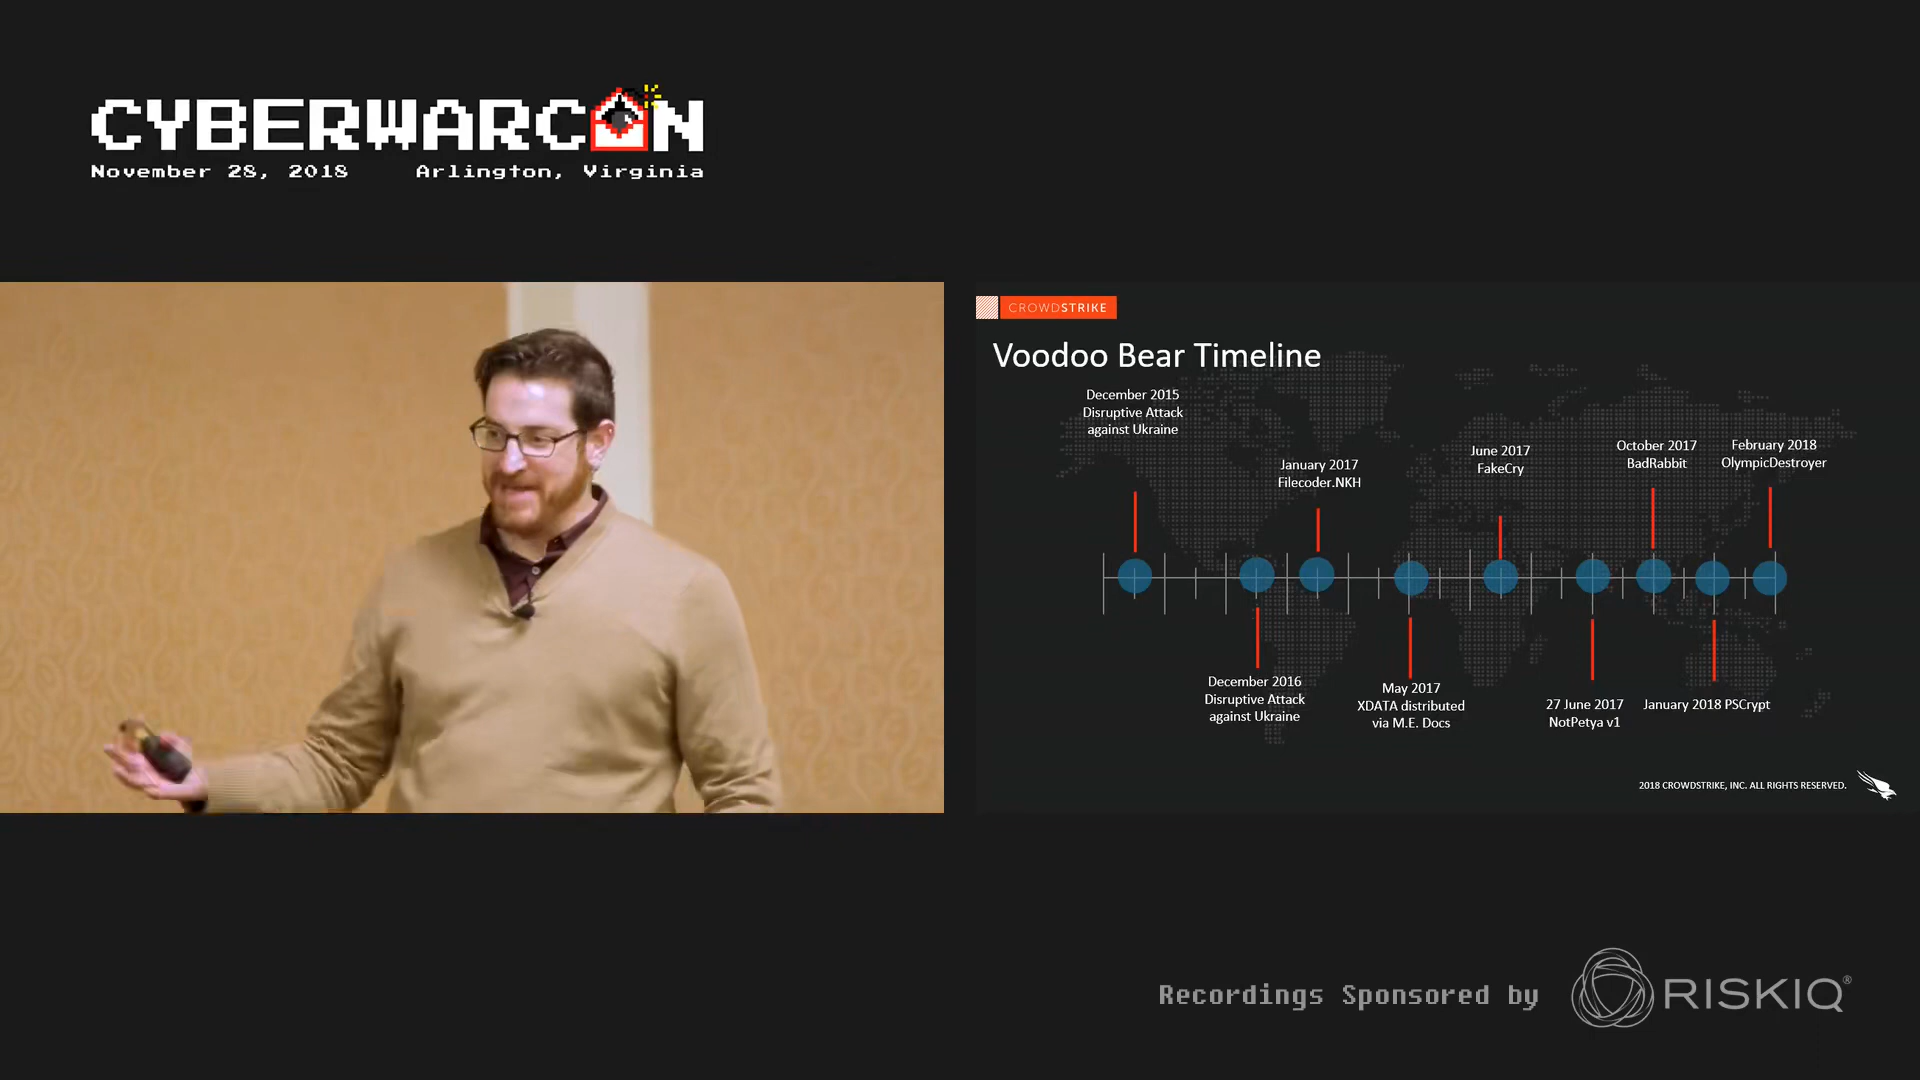 CYBERWARCON
November 28, 2018 Arlington, Virginia
CROWDSTRIKE
Voodoo Bear Timeline
December 2015
Disruptive Attack
against Ukraine
January 2017
Filecoder.NKH
June 2017
FakeCry
October 2017
BadRabbit
February 2018
OlympicDestroyer
December 2016
Disruptive Attack
against Ukraine
May 2017
XDATA distributed
via M.E. Docs
27 June 2017
NotPetya v1
January 2018 PSCrypt
2018 CROWDSTRIKE, INC. ALL RIGHTS RESERVED.
Recordings Sponsored by
RISKIQ®